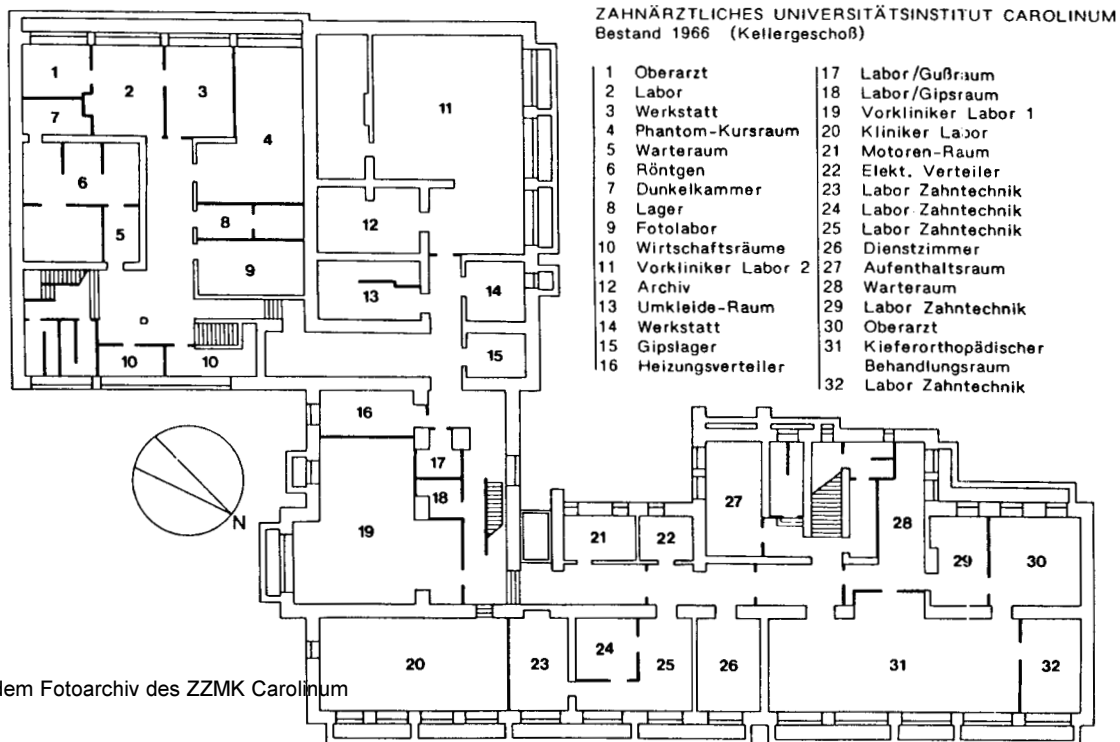 ZAHNÄRZTLICHES UNIVERSITÄTSINSTITUT CAROLINUM
Bestand 1966 (Kellergeschoß)
1 Oberarzt
2 Labor
3 Werkstatt
4 Phantom-Kursraum
5 Warteraum
6 Röntgen
7 Dunkelkammer
8 Lager
9 Fotolabor
10 Wirtschaftsräume
11 Vorkliniker Labor 2
12 Archiv
13 Umkleide-Raum
14 Werkstatt
15 Gipslager
16 Heizungsverteiler
17 Labor/Gußraum
18 Labor/Gipsraum
19 Vorkliniker Labor 1
20 Kliniker Labor
21 Motoren-Raum
22 Elekt. Verteiler
23 Labor Zahntechnik
24 Labor Zahntechnik
25 Labor Zahntechnik
26 Dienstzimmer
27 Aufenthaltsraum
28 Warteraum
29 Labor Zahntechnik
30 Oberarzt
31 Kieferorthopädischer
Behandlungsraum
32 Labor Zahntechnik
1
2
3
4
11
7
6
5
8
9
12
13
14
15
10
10
16
17
18
19
N
21
22
27
28
29
30
20
23
24
25
26
31
32
lem Fotoarchiv des ZZMK Carolinum